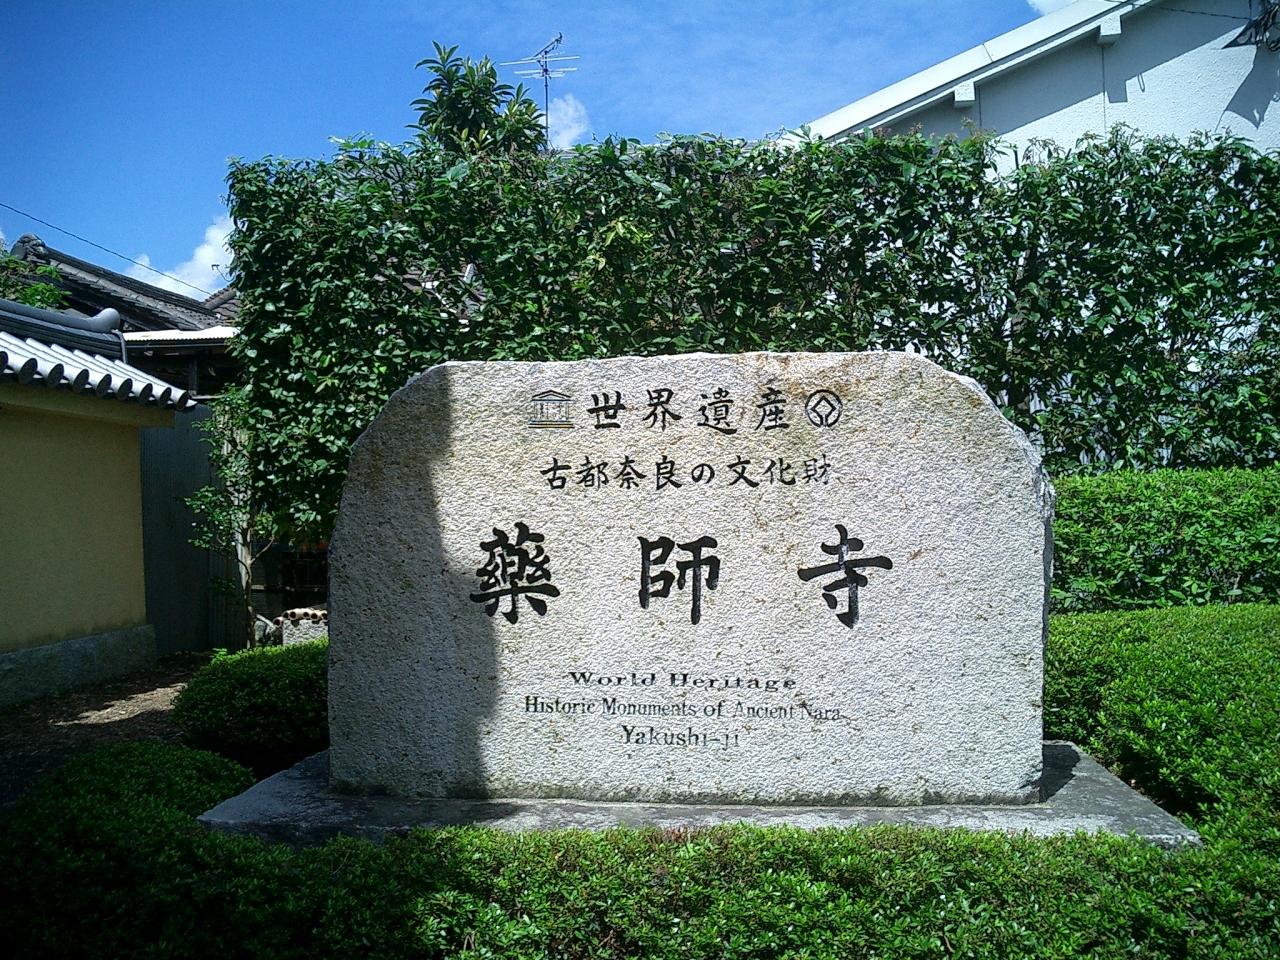 世界遺産
古都奈良の文化財
藥師寺
World Heritage
Historic Monuments of Ancient Nara
Yakushi-ji